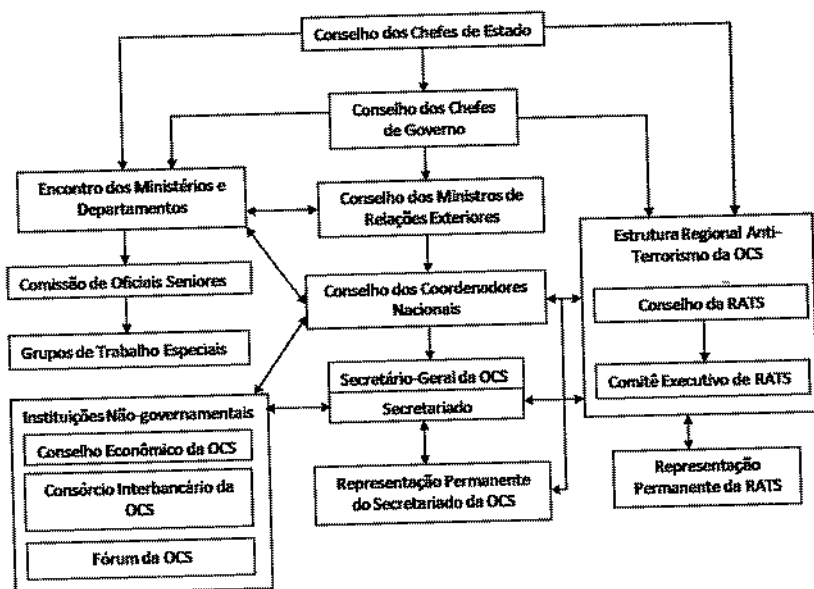 Conselho dos Chefes de Estado
Conselho dos Chefes
de Governo
Encontro dos Ministérios e
Departamentos
Conselho dos Ministros de
Relações Exteriores
Estrutura Regional Anti-
Terrorismo da OCS
Comissão de Oficiais Seniores
Conselho dos Coordenadores
Nacionais
Conselho da RATS
Grupos de Trabalho Especiais
Secretário-Geral da OCS
Secretariado
Comitê Executivo de RATS
Instituições Não-governamentais
Conselho Econômico da OCS
Consórcio Interbancário da
OCS
Fórum da OCS
Representação Permanente
do Secretariado da OCS
Representação
Permanente da RATS